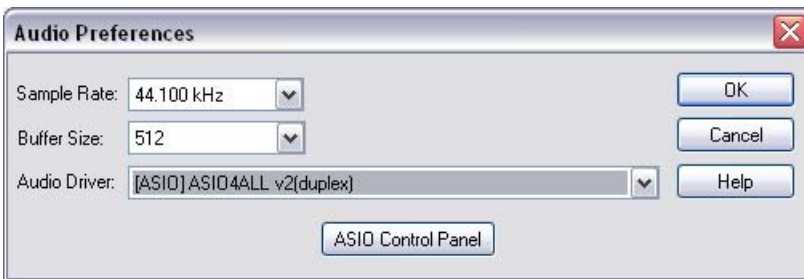 Audio Preferences
Sample Rate: 44.100 kHz
OK
Buffer Size: 512
Cancel
Audio Driver: [ASIO] ASIO4ALL v2(duplex)
Help
ASIO Control Panel